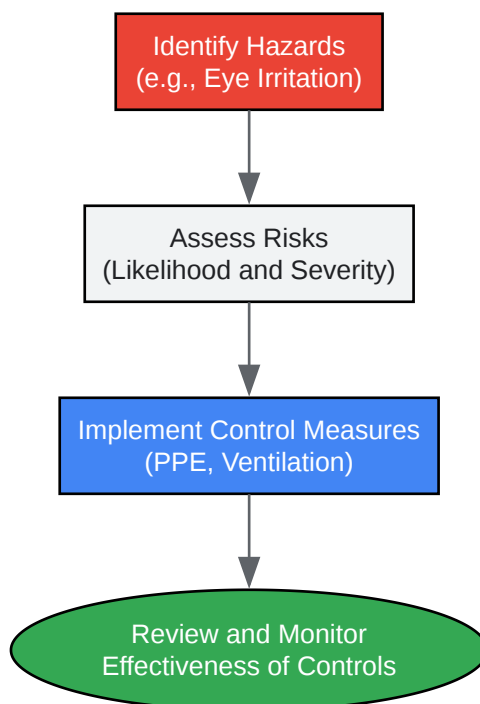 Identify Hazards
(e.g., Eye Irritation)
Assess Risks
(Likelihood and Severity)
Implement Control Measures
(PPE, Ventilation)
Review and Monitor
Effectiveness of Controls